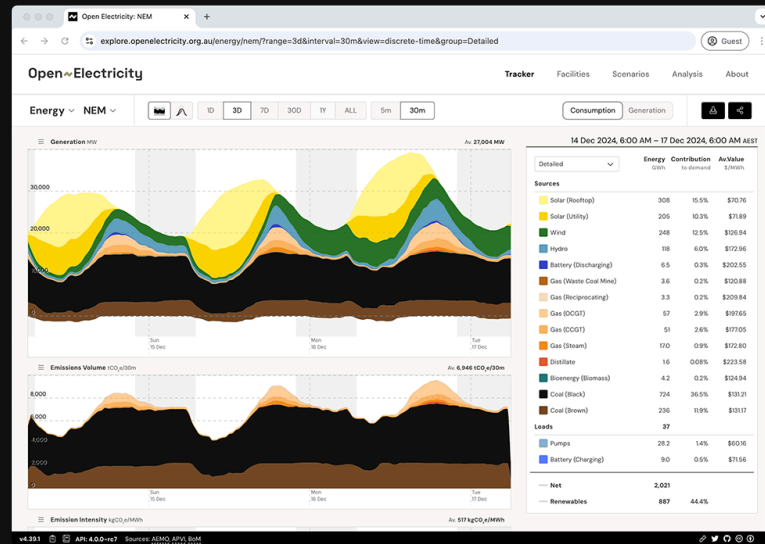 Open Electricity: NEM
explore.openelectricity.org.au/energy/nem/?range=3d&interval=30m&view=discrete-time&group=Detailed
Guest
Open~Electricity
Tracker Facilities Scenarios Analysis About
Energy NEM 1D 3D 7D 30D 1Y ALL 5m 30m Consumption Generation
Generation MW Av. 27,004 MW
30,000
20,000
10,000
0
Sun 15 Dec
Mon 16 Dec
Tue 17 Dec
Emissions Volume tCO₂e/30m Av. 6,946 tCO₂e/30m
8,000
6,000
4,000
2,000
0
Sun 15 Dec
Mon 16 Dec
Tue 17 Dec
Emission Intensity kgCO₂e/MWh Av. 517 kgCO₂e/MWh
14 Dec 2024, 6:00 AM – 17 Dec 2024, 6:00 AM AEST
Detailed Energy GWh Contribution to demand Av.Value $/MWh
Sources
Solar (Rooftop) 308 15.5% $70.76
Solar (Utility) 205 10.3% $71.89
Wind 248 12.5% $126.94
Hydro 118 6.0% $172.96
Battery (Discharging) 6.5 0.3% $202.55
Gas (Waste Coal Mine) 3.6 0.2% $120.88
Gas (Reciprocating) 3.3 0.2% $209.84
Gas (OCGT) 57 2.9% $197.65
Gas (CCGT) 51 2.6% $177.05
Gas (Steam) 17.0 0.9% $172.80
Distillate 1.6 0.08% $223.58
Bioenergy (Biomass) 4.2 0.2% $124.94
Coal (Black) 724 36.5% $131.21
Coal (Brown) 236 11.9% $131.17
Loads 37
Pumps 28.2 1.4% $60.16
Battery (Charging) 9.0 0.5% $71.56
Net 2,021
Renewables 887 44.4%
v4.39.1 API: 4.0.0-rc7 Sources: AEMO, APVI, BoM